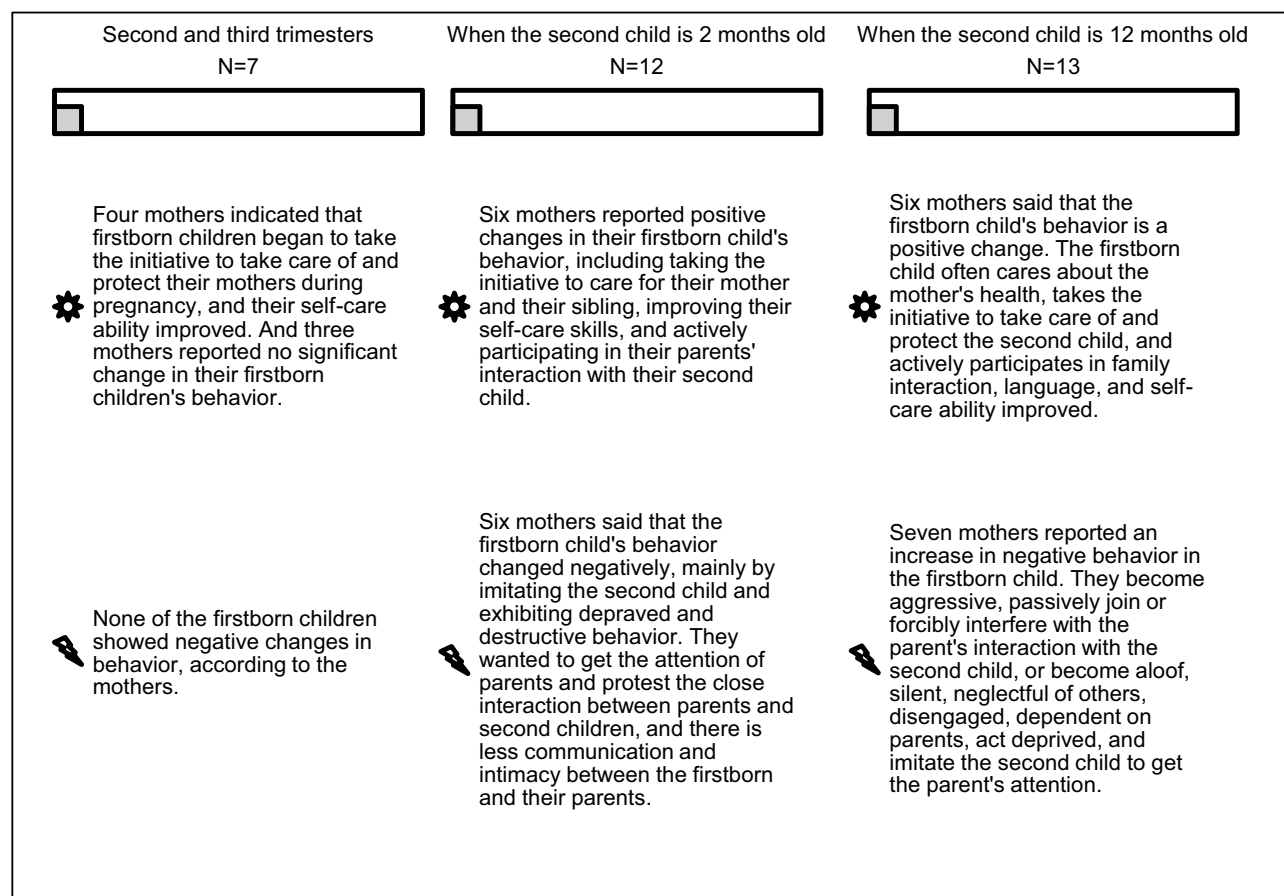 Second and third trimesters
N=7
When the second child is 2 months old
N=12
When the second child is 12 months old
N=13
Four mothers indicated that
firstborn children began to take
the initiative to take care of and
protect their mothers during
pregnancy, and their self-care
ability improved. And three
mothers reported no significant
change in their firstborn
children's behavior.
Six mothers reported positive
changes in their firstborn child's
behavior, including taking the
initiative to care for their mother
and their sibling, improving their
self-care skills, and actively
participating in their parents'
interaction with their second
child.
Six mothers said that the
firstborn child's behavior is a
positive change. The firstborn
child often cares about the
mother's health, takes the
initiative to take care of and
protect the second child, and
actively participates in family
interaction, language, and self-
care ability improved.
None of the firstborn children
showed negative changes in
behavior, according to the
mothers.
Six mothers said that the
firstborn child's behavior
changed negatively, mainly by
imitating the second child and
exhibiting depraved and
destructive behavior. They
wanted to get the attention of
parents and protest the close
interaction between parents and
second children, and there is
less communication and
intimacy between the firstborn
and their parents.
Seven mothers reported an
increase in negative behavior in
the firstborn child. They become
aggressive, passively join or
forcibly interfere with the
parent's interaction with the
second child, or become aloof,
silent, neglectful of others,
disengaged, dependent on
parents, act deprived, and
imitate the second child to get
the parent's attention.